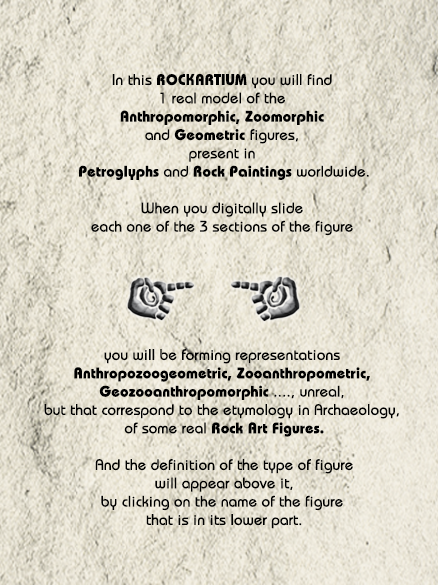 In this ROCKARTIUM you will find
1 real model of the
Anthropomorphic, Zoomorphic
and Geometric figures,
present in
Petroglyphs and Rock Paintings worldwide.
When you digitally slide
each one of the 3 sections of the figure
you will be forming representations
Anthropozoogeometric, Zooanthropometric,
Geozooanthropomorphic ...., unreal,
but that correspond to the etymology in Archaeology,
of some real Rock Art Figures.
And the definition of the type of figure
will appear above it,
by clicking on the name of the figure
that is in its lower part.